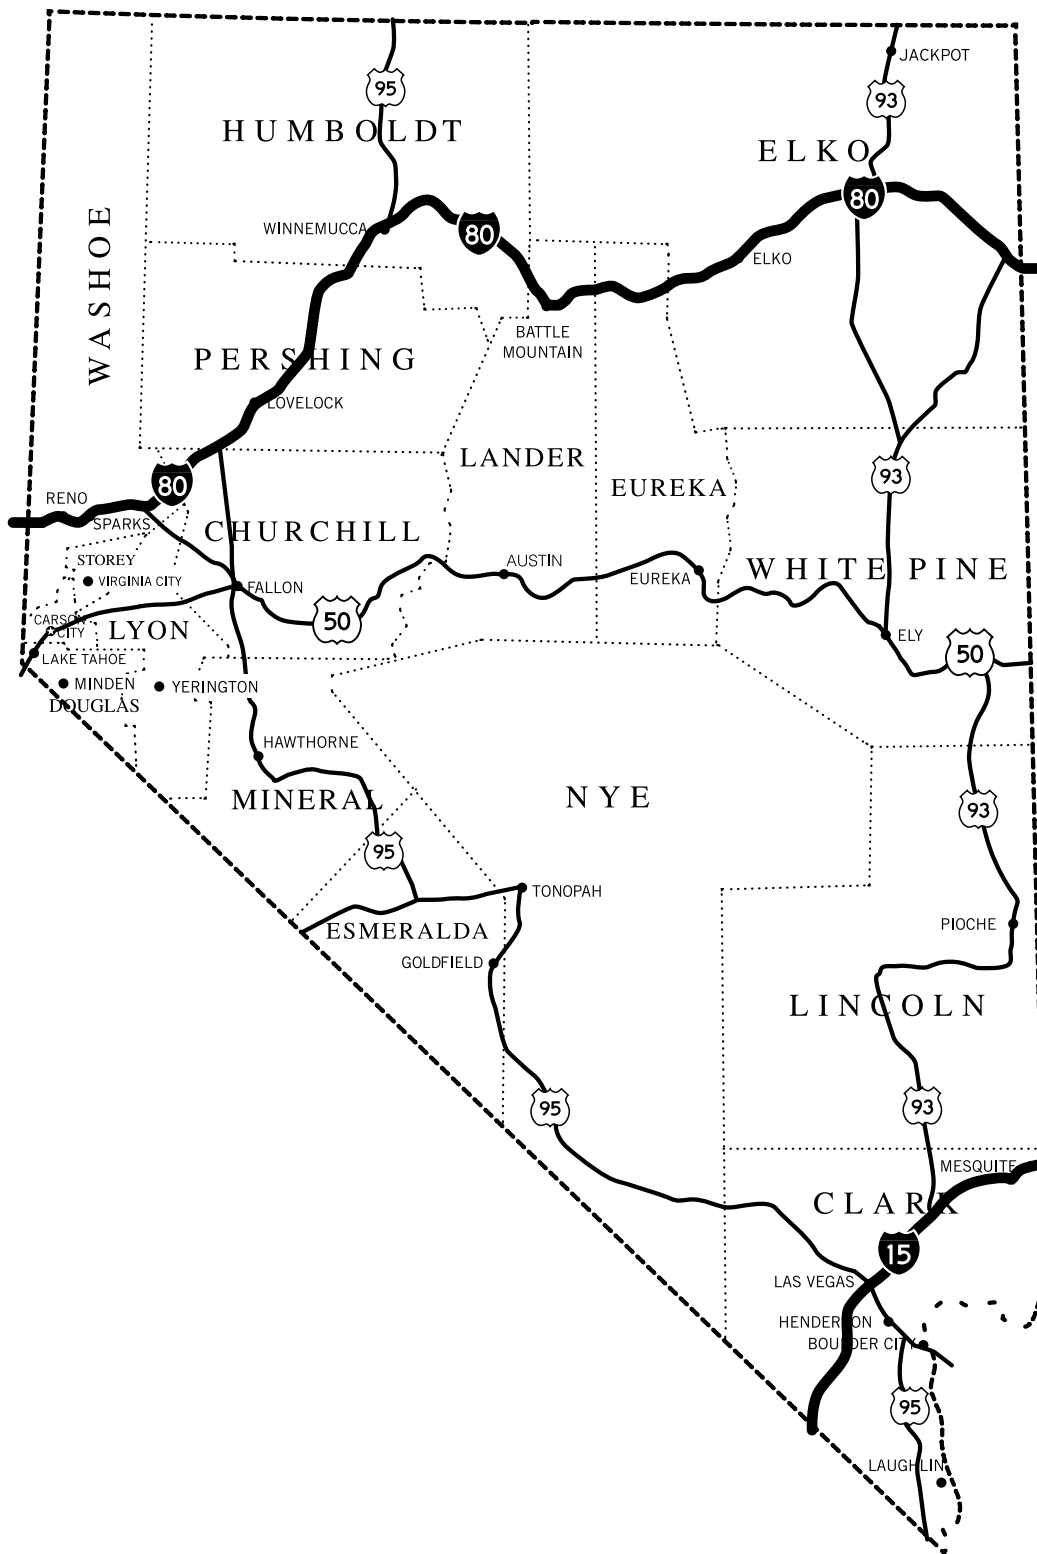 JACKPOT
95
93
HUMBOLDT
ELKO
80
WASHOE
WINNEMUCCA
80
ELKO
BATTLE
MOUNTAIN
PERSHING
LOVELOCK
LANDER
93
80
EUREKA
RENO
SPARKS
CHURCHILL
STOREY
AUSTIN
WHITE PINE
VIRGINIA CITY
EUREKA
FALLON
CARSON
CITY
50
LYON
ELY
LAKE TAHOE
50
MINDEN
YERINGTON
DOUGLAS
HAWTHORNE
MINERAL
NYE
93
95
TONOPAH
PIOCHE
ESMERALDA
GOLDFIELD
LINCOLN
95
93
MESQUITE
CLARK
15
LAS VEGAS
HENDERSON
BOULDER CITY
95
LAUGHLIN